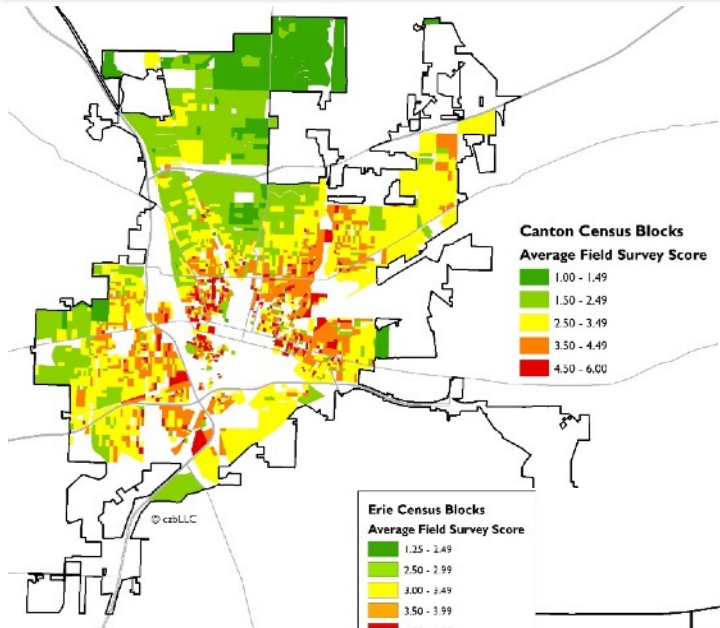 Canton Census Blocks
Average Field Survey Score
1.00 - 1.49
1.50 - 2.49
2.50 - 3.49
3.50 - 4.49
4.50 - 6.00
© czbLLC
Erie Census Blocks
Average Field Survey Score
1.25 - 2.49
2.50 - 2.99
3.00 - 3.49
3.50 - 3.99